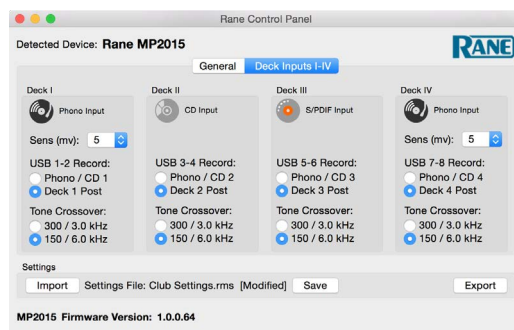 Rane Control Panel
Detected Device: Rane MP2015
RANE
General Deck Inputs I-IV
Deck I
Phono Input
Sens (mv): 5
USB 1-2 Record:
Phono / CD 1
Deck 1 Post
Tone Crossover:
300 / 3.0 kHz
150 / 6.0 kHz
Deck II
CD Input
USB 3-4 Record:
Phono / CD 2
Deck 2 Post
Tone Crossover:
300 / 3.0 kHz
150 / 6.0 kHz
Deck III
S/PDIF Input
USB 5-6 Record:
Phono / CD 3
Deck 3 Post
Tone Crossover:
300 / 3.0 kHz
150 / 6.0 kHz
Deck IV
Phono Input
Sens (mv): 5
USB 7-8 Record:
Phono / CD 4
Deck 4 Post
Tone Crossover:
300 / 3.0 kHz
150 / 6.0 kHz
Settings
Import Settings File: Club Settings.rms [Modified] Save Export
MP2015 Firmware Version: 1.0.0.64